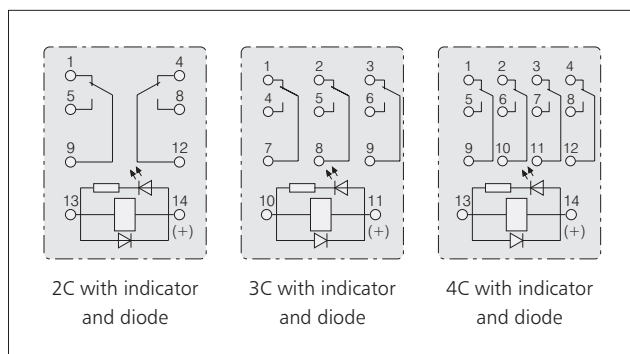 1 4
5 8
9 12
13 14
(+)
2C with indicator
and diode
1 2 3
4 5 6
7 8 9
10 11
(+)
3C with indicator
and diode
1 2 3 4
5 6 7 8
9 10 11 12
13 14
(+)
4C with indicator
and diode